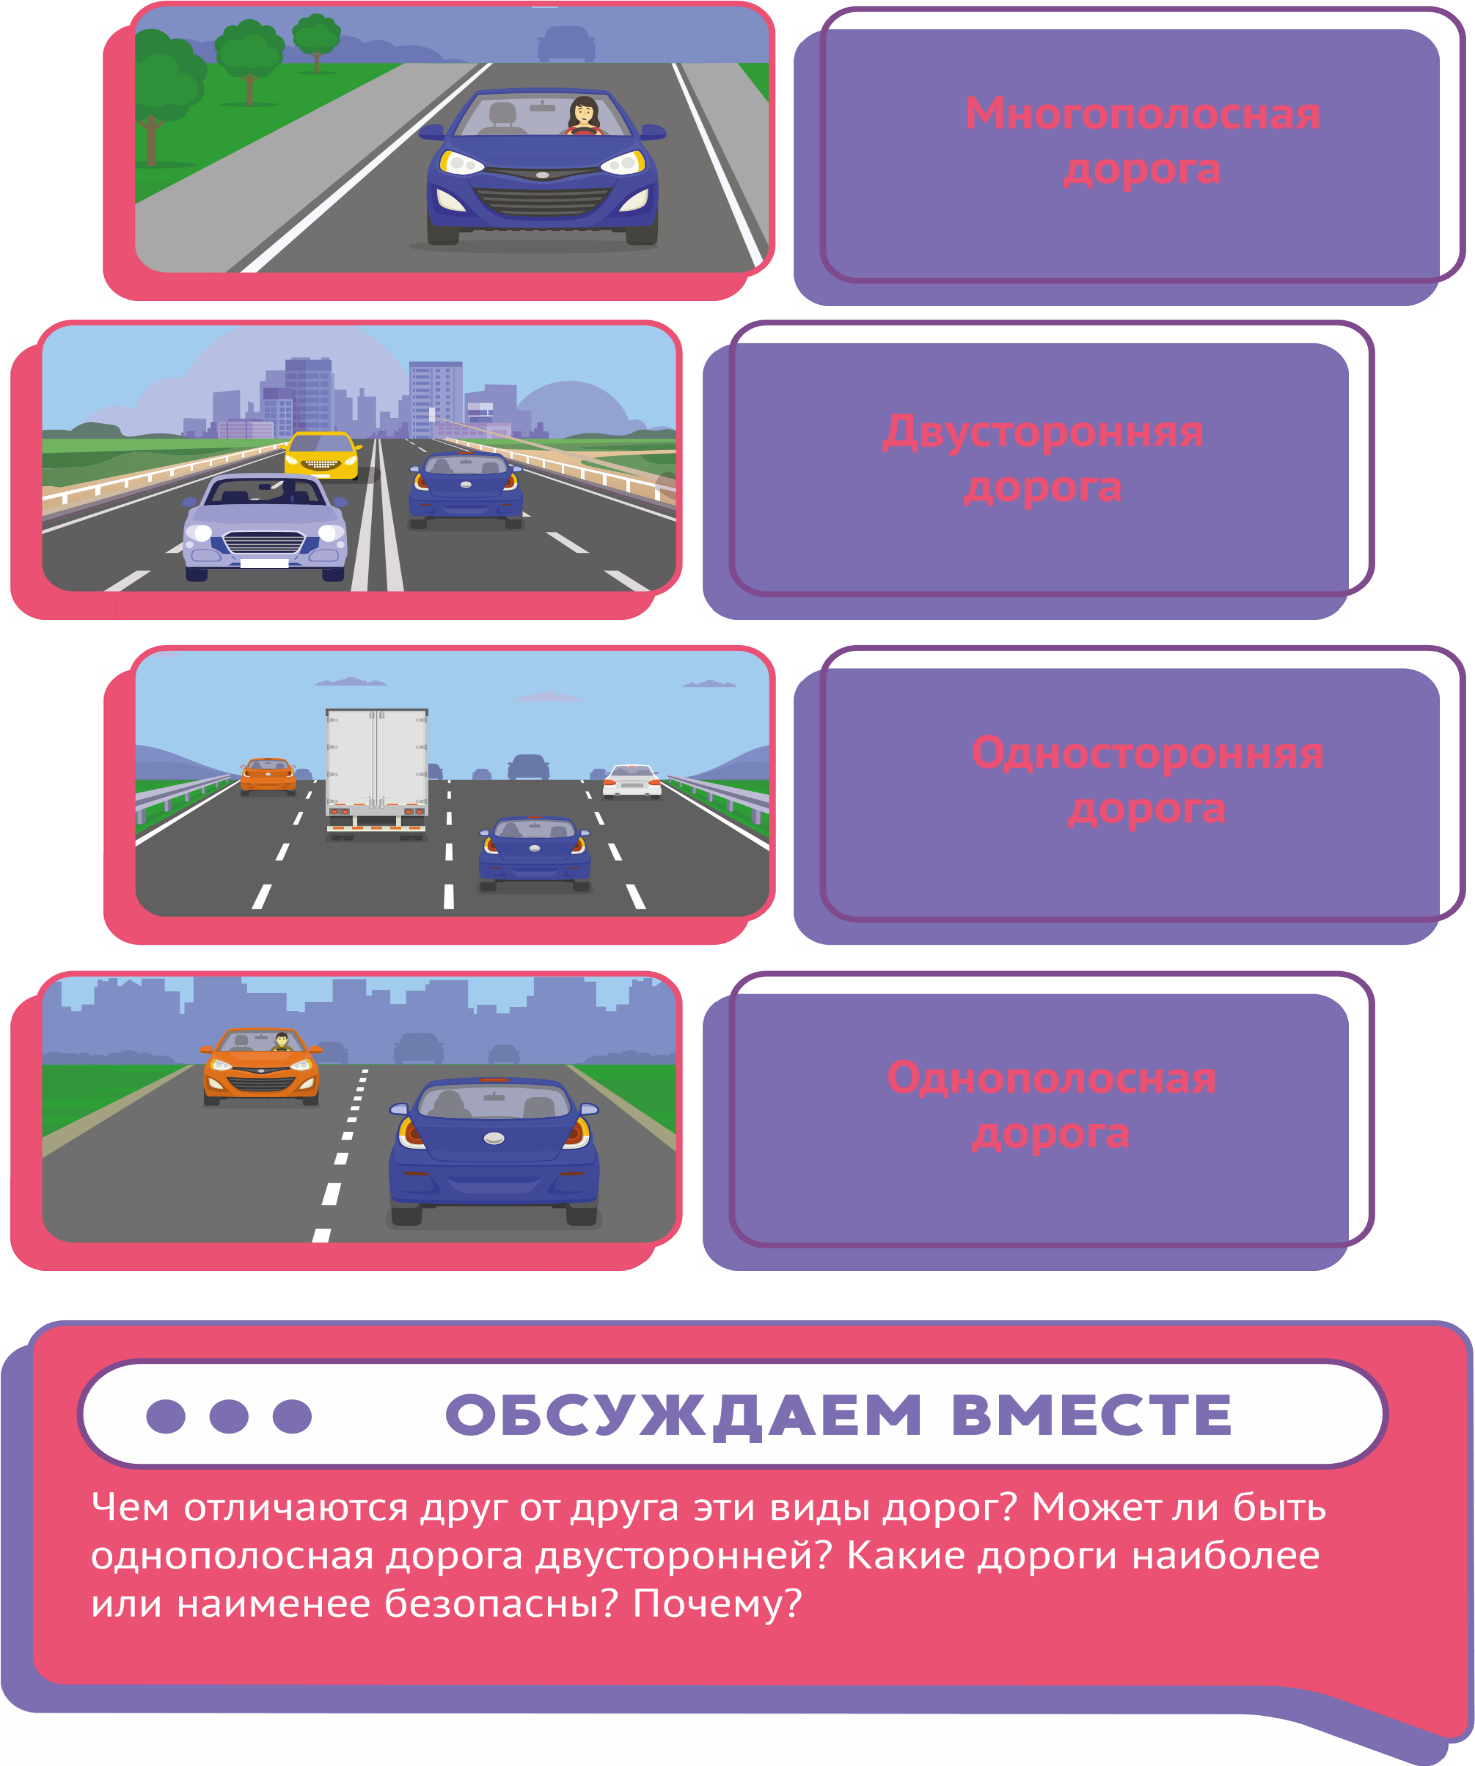 Многополосная
дорога
Двусторонняя
дорога
Односторонняя
дорога
Однополосная
дорога
ОБСУЖДАЕМ ВМЕСТЕ
Чем отличаются друг от друга эти виды дорог? Может ли быть
однополосная дорога двусторонней? Какие дороги наиболее
или наименее безопасны? Почему?